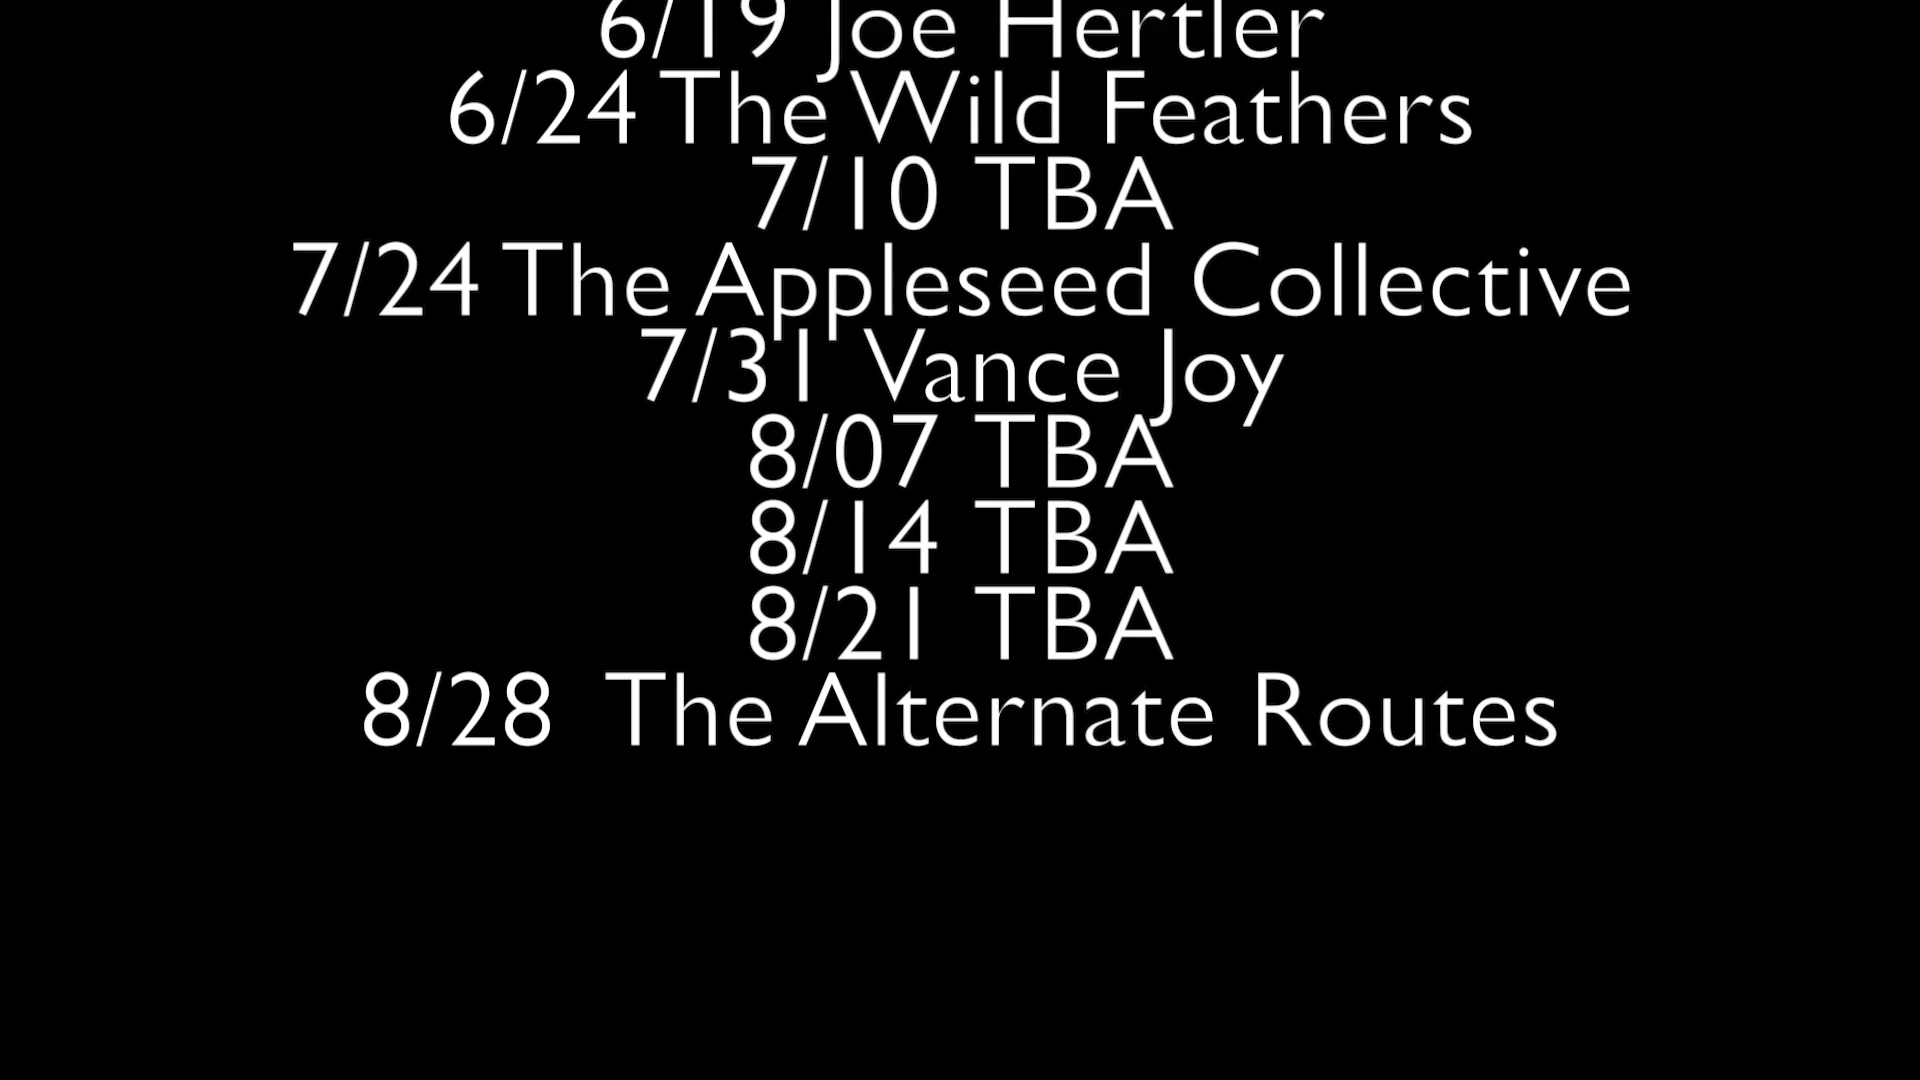 6/19 Joe Hertler
6/24 The Wild Feathers
7/10 TBA
7/24 The Appleseed Collective
7/31 Vance Joy
8/07 TBA
8/14 TBA
8/21 TBA
8/28 The Alternate Routes